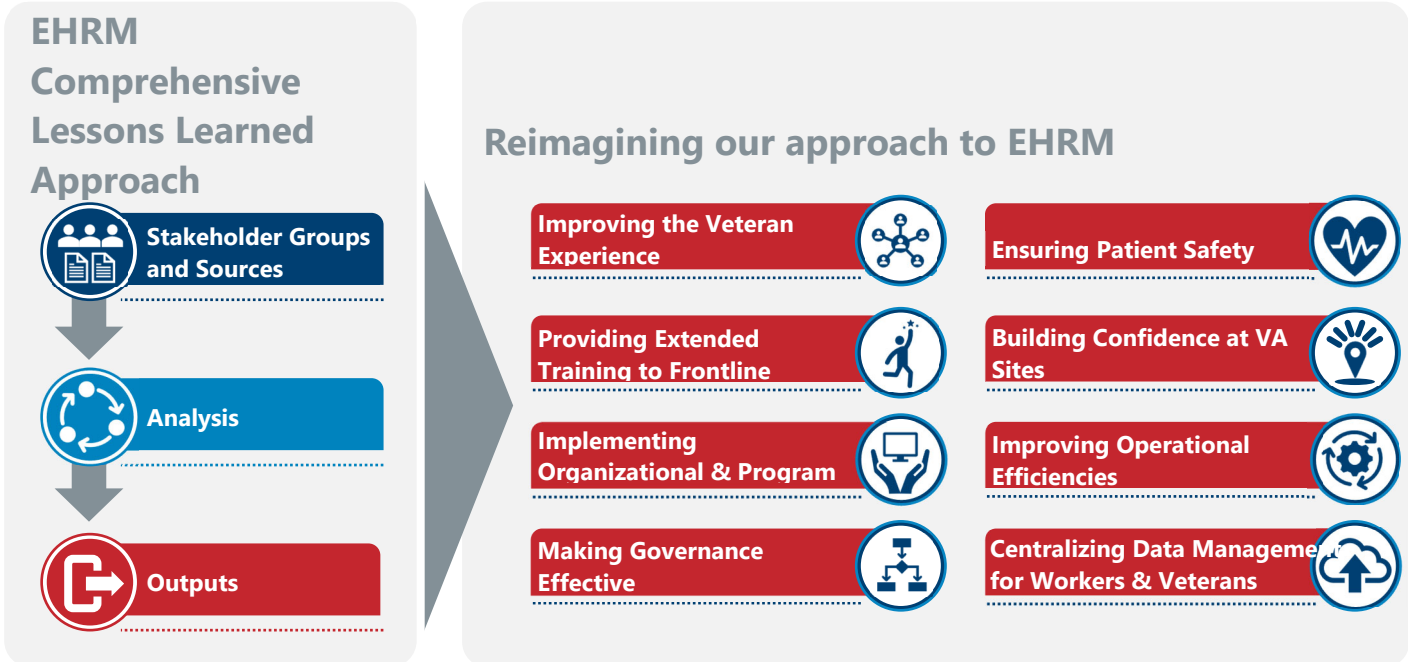 EHRM
Comprehensive
Lessons Learned
Approach
Stakeholder Groups
and Sources
Analysis
Outputs
Reimagining our approach to EHRM
Improving the Veteran
Experience
Providing Extended
Training to Frontline
Implementing
Organizational & Program
Making Governance
Effective
Ensuring Patient Safety
Building Confidence at VA
Sites
Improving Operational
Efficiencies
Centralizing Data Management
for Workers & Veterans